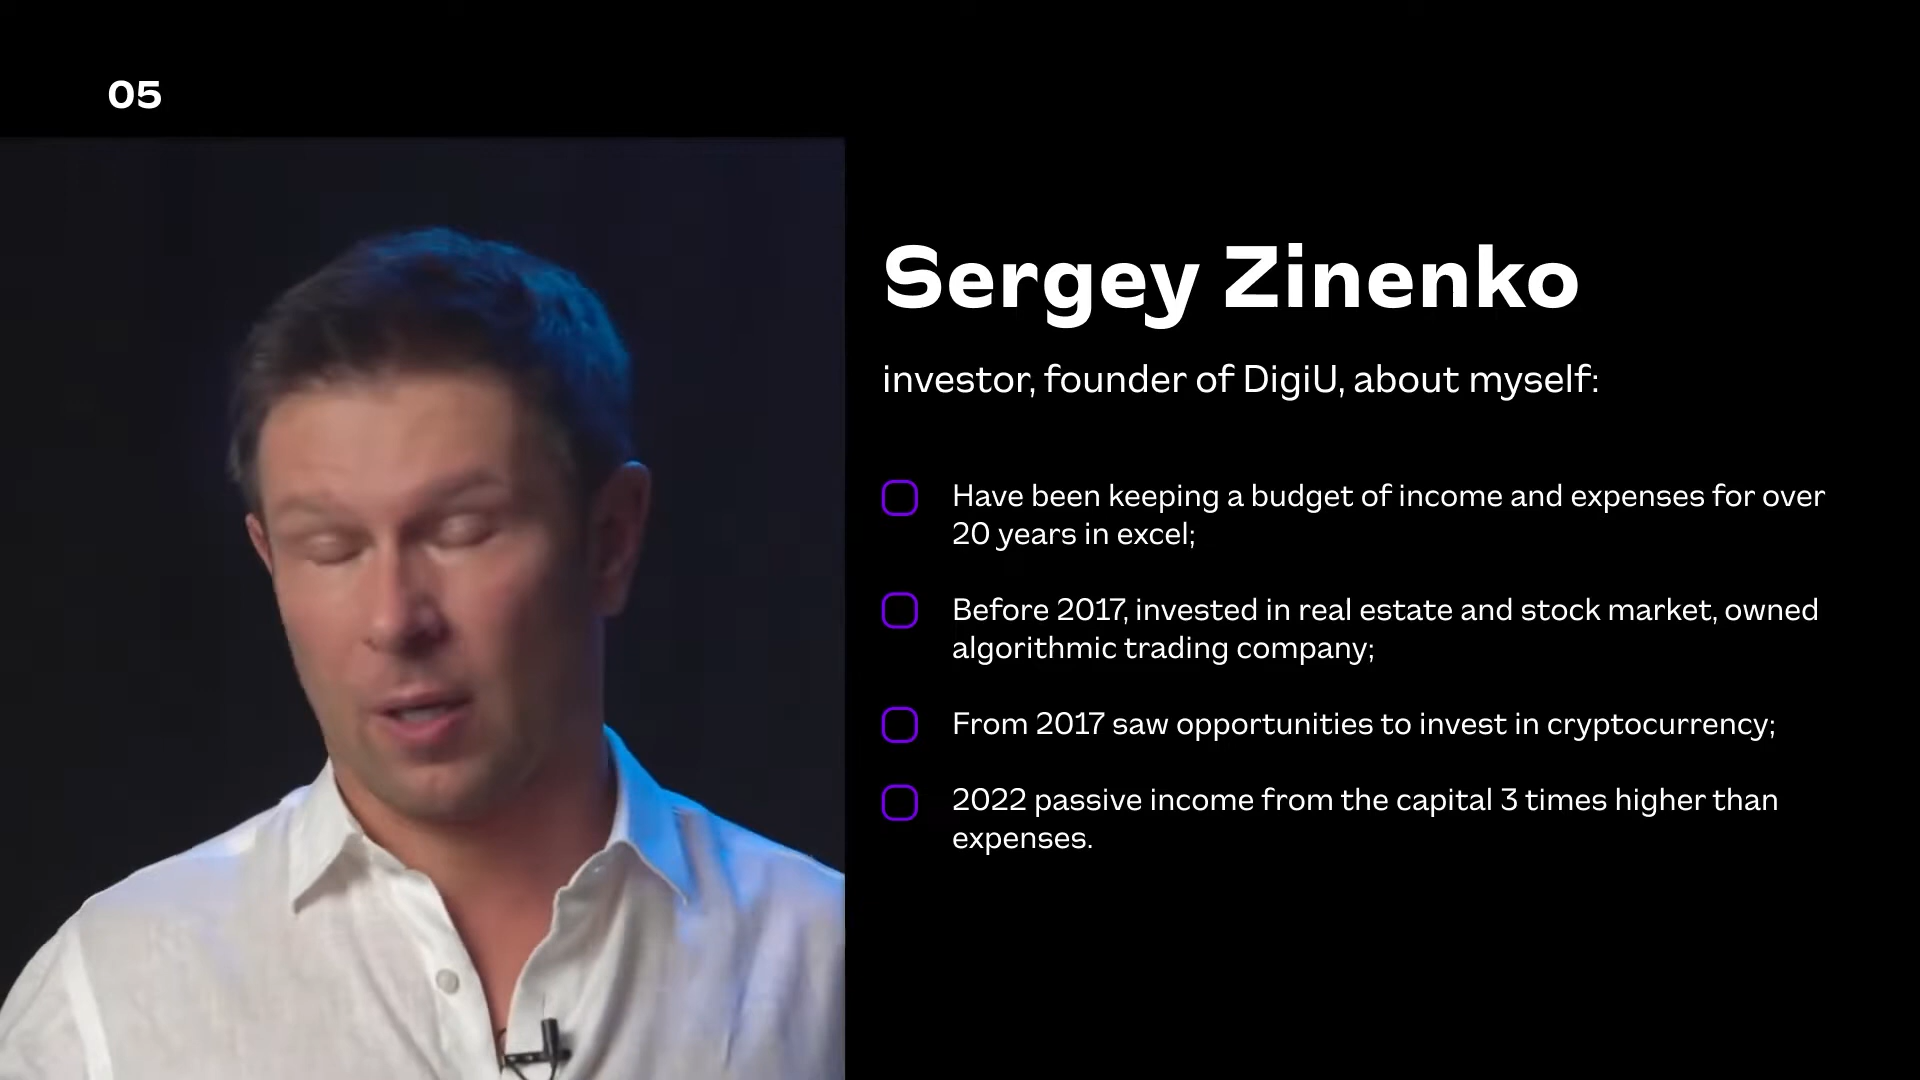 05
Sergey Zinenko
investor, founder of DigiU, about myself:
Have been keeping a budget of income and expenses for over
20 years in excel;
Before 2017, invested in real estate and stock market, owned
algorithmic trading company;
From 2017 saw opportunities to invest in cryptocurrency;
2022 passive income from the capital 3 times higher than
expenses.